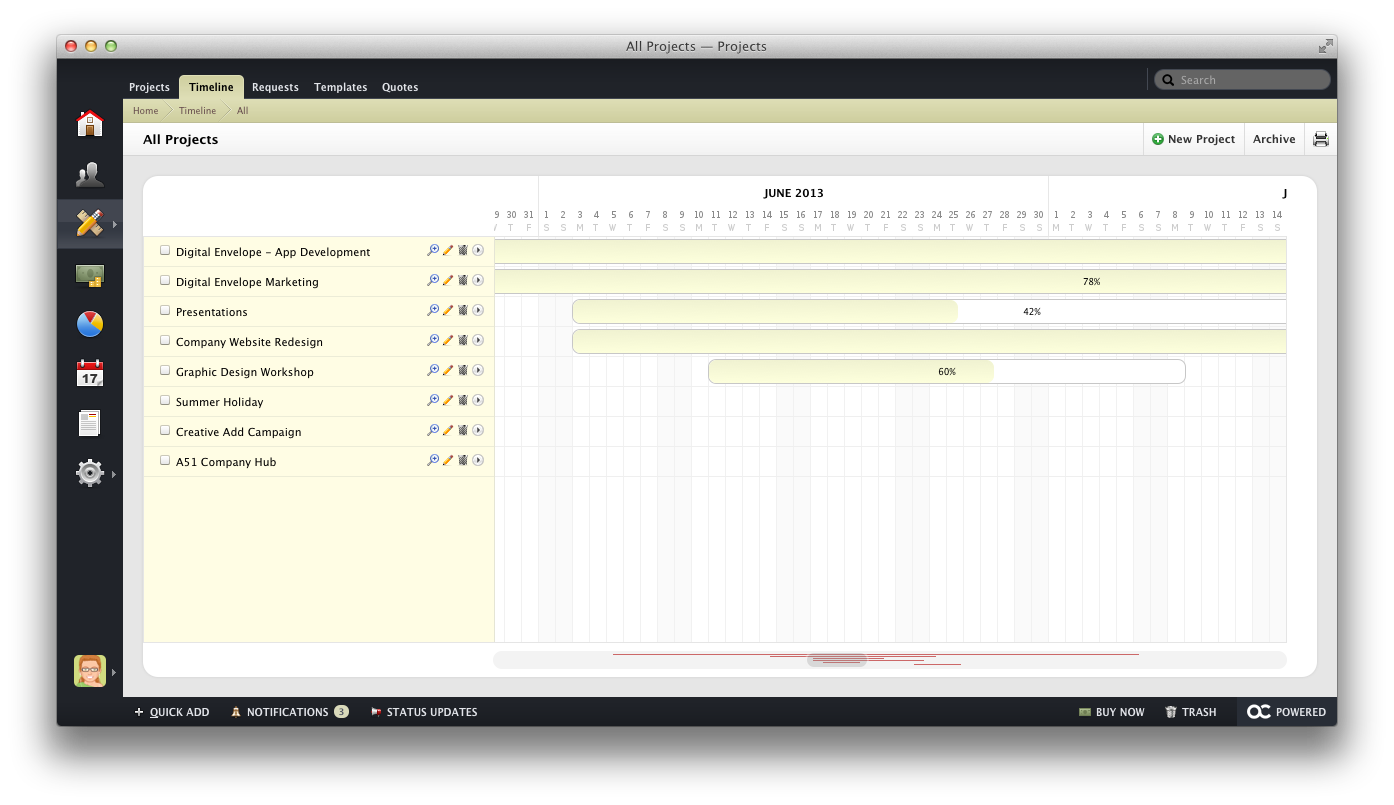 All Projects — Projects
Projects Timeline Requests Templates Quotes Search
Home Timeline All
All Projects New Project Archive
JUNE 2013 J
9 30 31 1 2 3 4 5 6 7 8 9 10 11 12 13 14 15 16 17 18 19 20 21 22 23 24 25 26 27 28 29 30 1 2 3 4 5 6 7 8 9 10 11 12 13 14
T F S S M T W T F S S M T W T F S S M T W T F S S M T W T F S S M T W T F S S M T W T F S S
Digital Envelope – App Development
Digital Envelope Marketing 78%
Presentations 42%
Company Website Redesign
Graphic Design Workshop 60%
Summer Holiday
Creative Add Campaign
A51 Company Hub
17
QUICK ADD NOTIFICATIONS 3 STATUS UPDATES BUY NOW TRASH POWERED